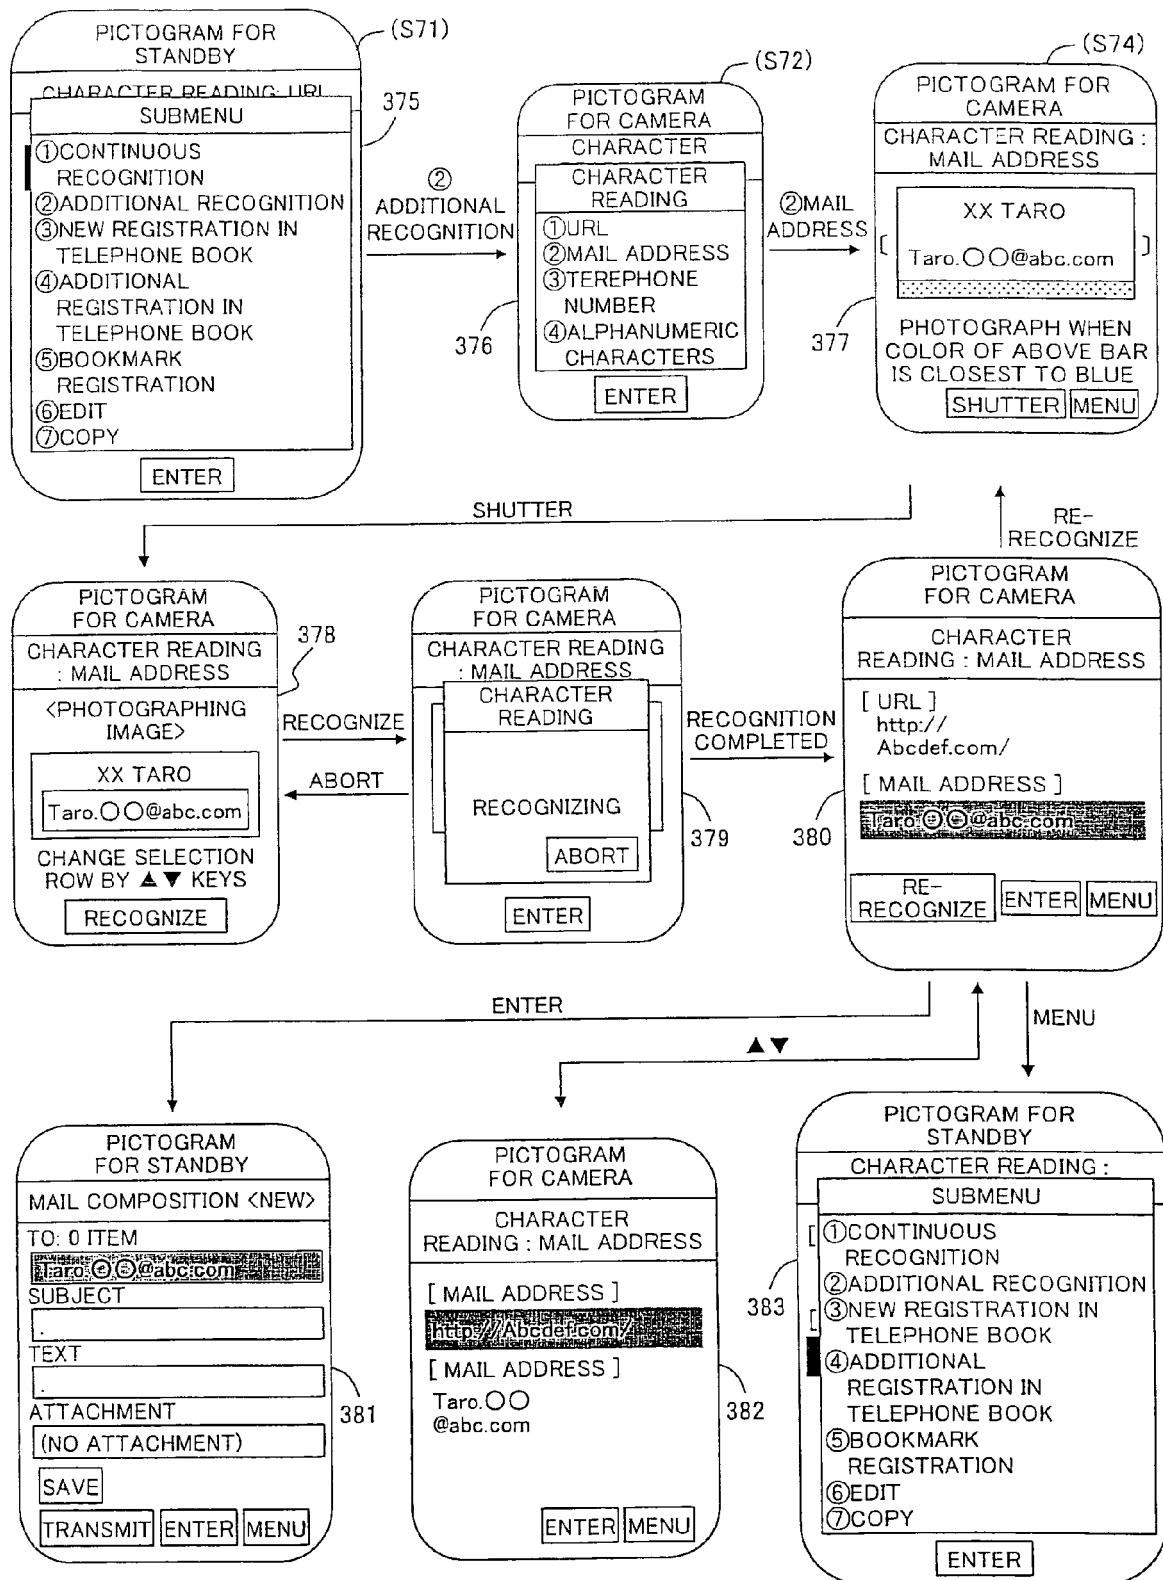 (S71)
PICTOGRAM FOR
STANDBY
CHARACTER READING: URL
SUBMENU
①CONTINUOUS
RECOGNITION
②ADDITIONAL RECOGNITION
③NEW REGISTRATION IN
TELEPHONE BOOK
④ADDITIONAL
REGISTRATION IN
TELEPHONE BOOK
⑤BOOKMARK
REGISTRATION
⑥EDIT
⑦COPY
ENTER
375
②
ADDITIONAL
RECOGNITION
(S72)
PICTOGRAM
FOR CAMERA
CHARACTER
CHARACTER
READING
①URL
②MAIL ADDRESS
③TEREPHONE
NUMBER
④ALPHANUMERIC
CHARACTERS
ENTER
376
②MAIL
ADDRESS
(S74)
PICTOGRAM FOR
CAMERA
CHARACTER READING :
MAIL ADDRESS
XX TARO
Taro.○○@abc.com
PHOTOGRAPH WHEN
COLOR OF ABOVE BAR
IS CLOSEST TO BLUE
SHUTTER MENU
377
SHUTTER
RE-
RECOGNIZE
PICTOGRAM
FOR CAMERA
CHARACTER READING
: MAIL ADDRESS
<PHOTOGRAPHING
IMAGE>
XX TARO
Taro.○○@abc.com
CHANGE SELECTION
ROW BY ▲▼ KEYS
RECOGNIZE
378
RECOGNIZE
ABORT
PICTOGRAM
FOR CAMERA
CHARACTER READING
: MAIL ADDRESS
CHARACTER
READING
RECOGNIZING
ABORT
ENTER
379
RECOGNITION
COMPLETED
PICTOGRAM
FOR CAMERA
CHARACTER
READING : MAIL ADDRESS
[ URL ]
http://
Abcdef.com/
[ MAIL ADDRESS ]
Taro.○○@abc.com
RE-
RECOGNIZE ENTER MENU
380
ENTER
▲▼
MENU
PICTOGRAM
FOR STANDBY
MAIL COMPOSITION <NEW>
TO: 0 ITEM
Taro.○○@abc.com
SUBJECT
.
TEXT
.
ATTACHMENT
(NO ATTACHMENT)
SAVE
TRANSMIT ENTER MENU
381
PICTOGRAM
FOR CAMERA
CHARACTER
READING : MAIL ADDRESS
[ MAIL ADDRESS ]
http://Abcdef.com/
[ MAIL ADDRESS ]
Taro.○○
@abc.com
ENTER MENU
382
PICTOGRAM FOR
STANDBY
CHARACTER READING :
SUBMENU
[ ①CONTINUOUS
RECOGNITION
②ADDITIONAL RECOGNITION
[ ③NEW REGISTRATION IN
TELEPHONE BOOK
④ADDITIONAL
REGISTRATION IN
TELEPHONE BOOK
⑤BOOKMARK
REGISTRATION
⑥EDIT
⑦COPY
ENTER
383